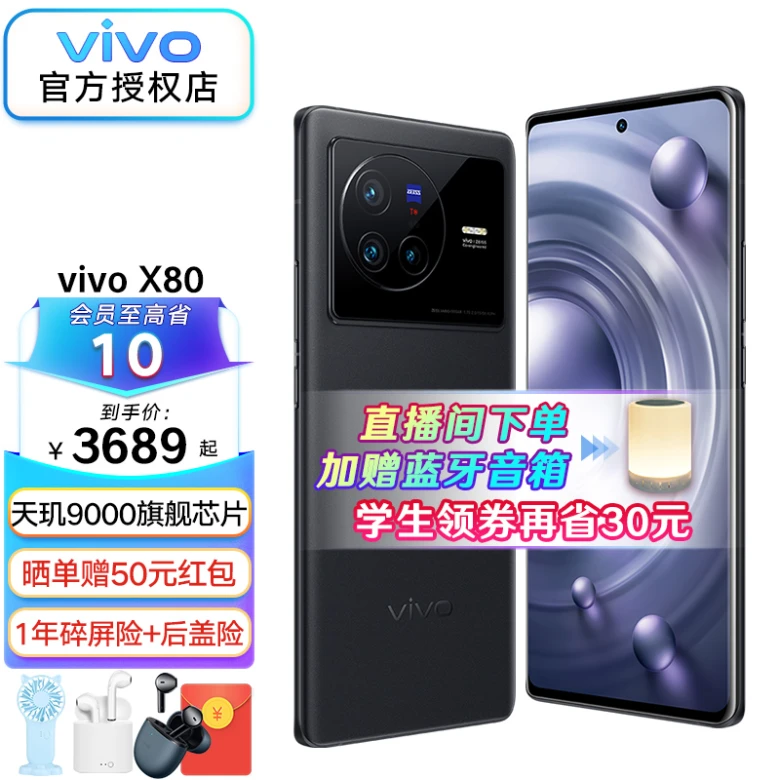 vivo
官方授权店
vivo X80
会员至高省
10
到手价：
￥3689 起
天玑9000旗舰芯片
晒单赠50元红包
1年碎屏险+后盖险
ZEISS
T*
直播间下单
加赠蓝牙音箱
学生领券再省30元
vivo
¥